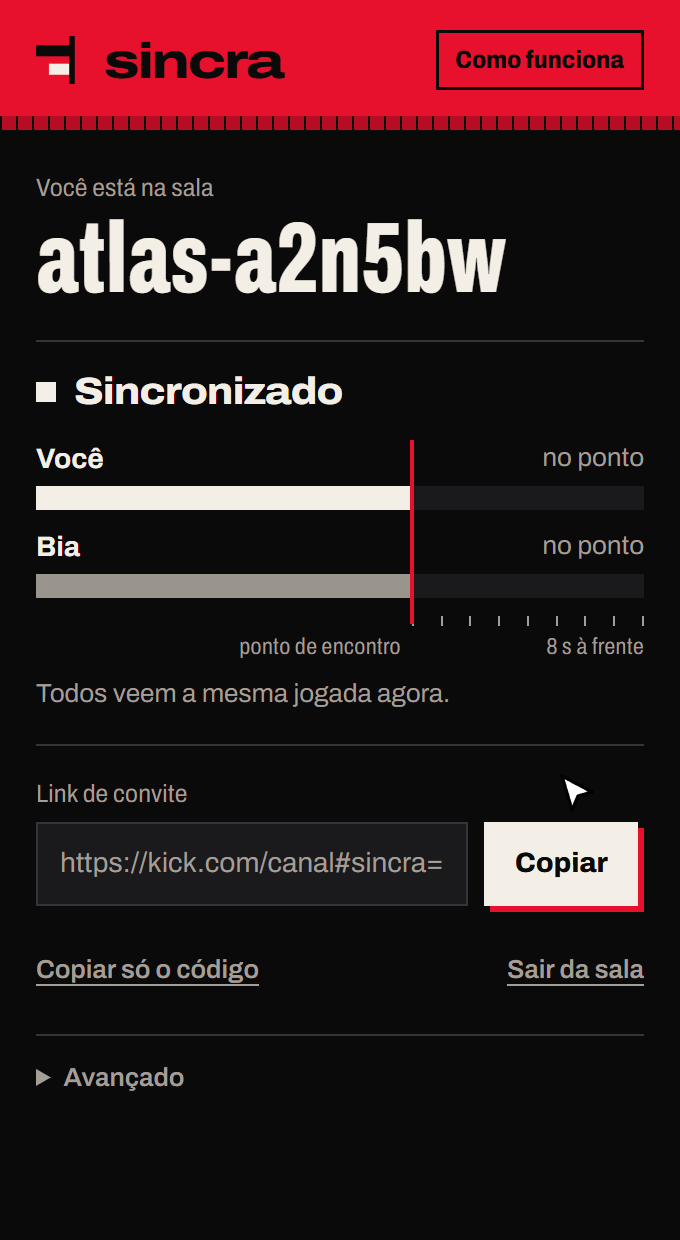 sincra
Como funciona
Você está na sala
atlas-a2n5bw
Sincronizado
Você
no ponto
Bia
no ponto
ponto de encontro
8 s à frente
Todos veem a mesma jogada agora.
Link de convite
https://kick.com/canal#sincra=
Copiar
Copiar só o código
Sair da sala
Avançado